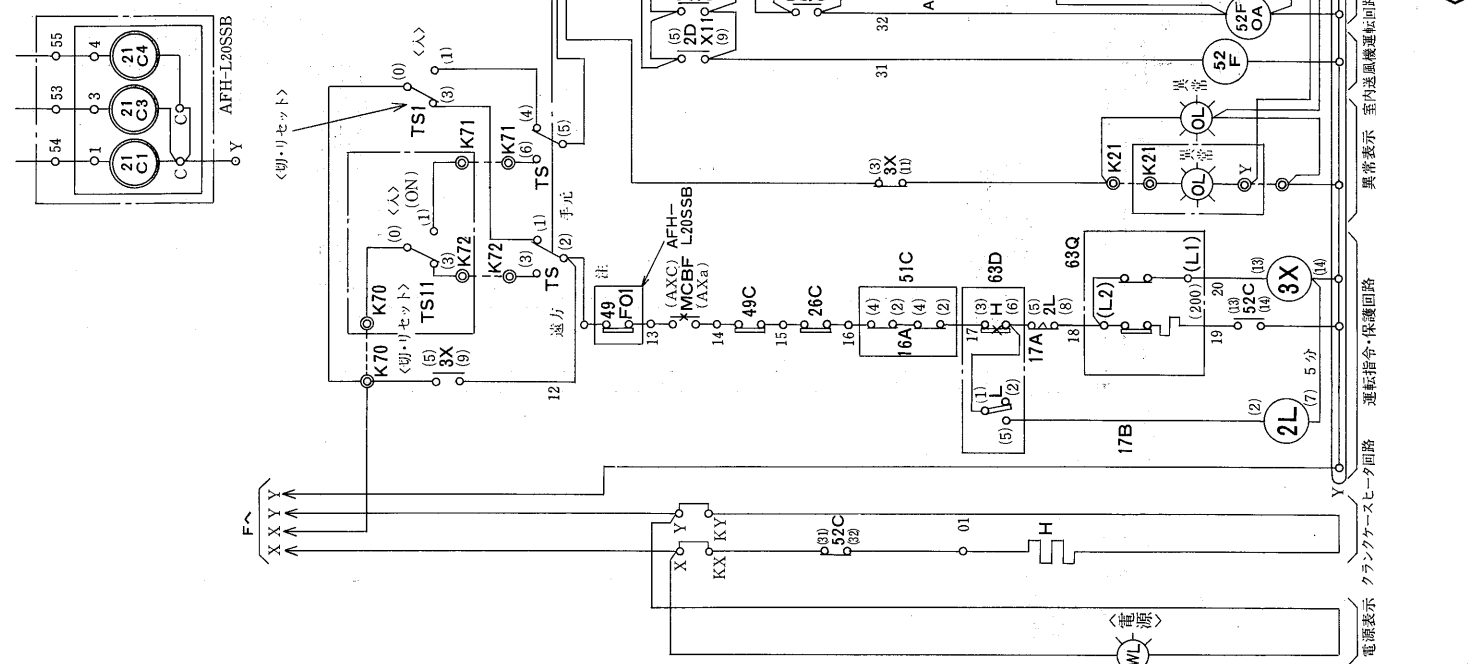 55
54
53
4
3
1
21
C4
21
C3
21
C1
C
C
Y
AFH-L20SSB
〈切・リセット〉
〈入〉
(0)
(1)
(3)
TS1
K71
K71
(4)
(5)
(6)
TS
〈入〉
(ON)
(0)
(1)
(3)
TS11
K72
K72
(1)
(2)
(3)
TS
手元
遠方
K70
K70
〈切・リセット〉
(5)
3X
(9)
12
注
49
FO1
AFH-
L20SSB
13
(AXC)
MCBF
(AXa)
14
49C
15
26C
16
51C
(4)
(2)
(4)
(2)
16A
63D
(3)
H
(6)
17
(5)
2L
(8)
17A
18
(1)
L
(2)
(5)
17B
63Q
(L2)
(L1)
(200)
20
19
(13)
52C
(14)
(13)
3X
(14)
5分
(2)
2L
(7)
Y
(5)
2D
X11
(9)
32
31
A
52F
OA
52
F
異常
OL
(3)
3X
(11)
K21
K21
異常
OL
Y
Fへ
X
X
Y
Y
Y
KY
X
KX
(31)
52C
(32)
01
H
〈電源〉
WL
電源表示
クランクケースヒータ回路
運転指令・保護回路
異常表示
室内送風機運転回路